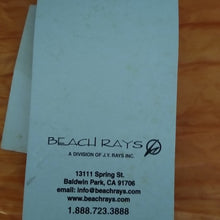 BEACH RAYS
A DIVISION OF J.Y. RAYS INC.
13111 Spring St.
Baldwin Park, CA 91706
email: info@beachrays.com
www.beachrays.com
1.888.723.3888